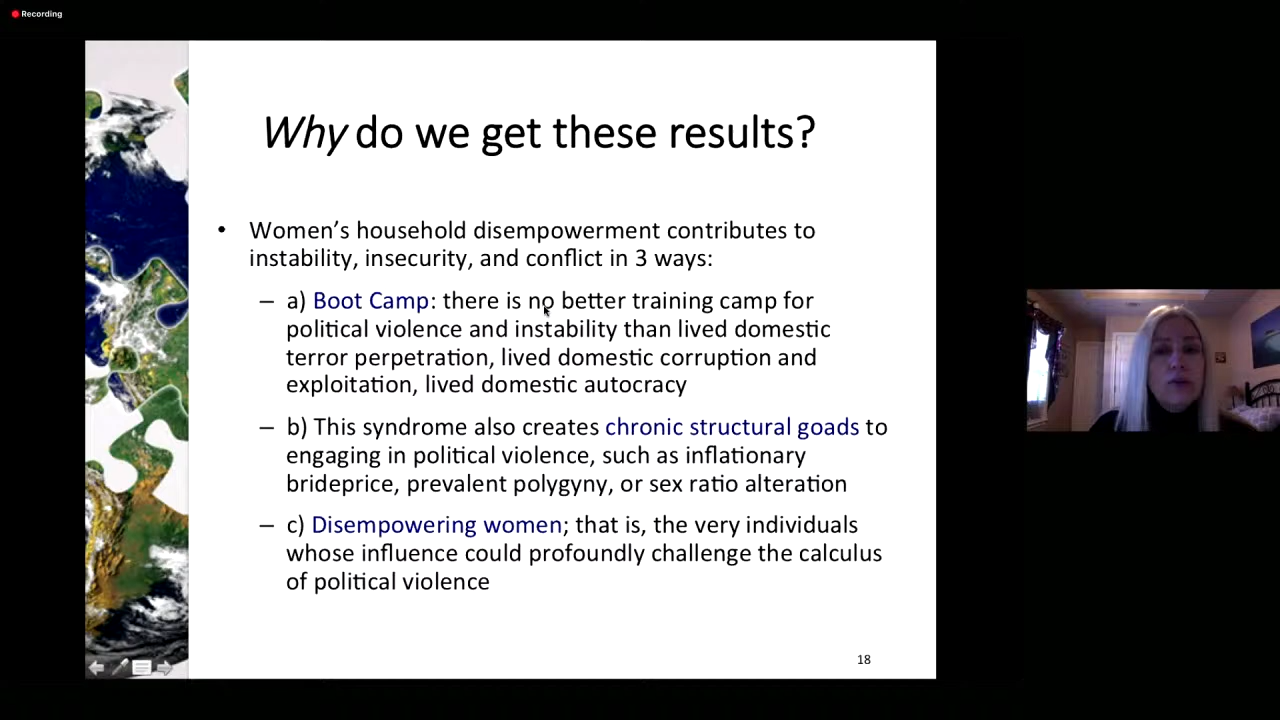 Recording
Why do we get these results?
• Women’s household disempowerment contributes to
instability, insecurity, and conflict in 3 ways:
– a) Boot Camp: there is no better training camp for
political violence and instability than lived domestic
terror perpetration, lived domestic corruption and
exploitation, lived domestic autocracy
– b) This syndrome also creates chronic structural goads to
engaging in political violence, such as inflationary
brideprice, prevalent polygyny, or sex ratio alteration
– c) Disempowering women; that is, the very individuals
whose influence could profoundly challenge the calculus
of political violence
18